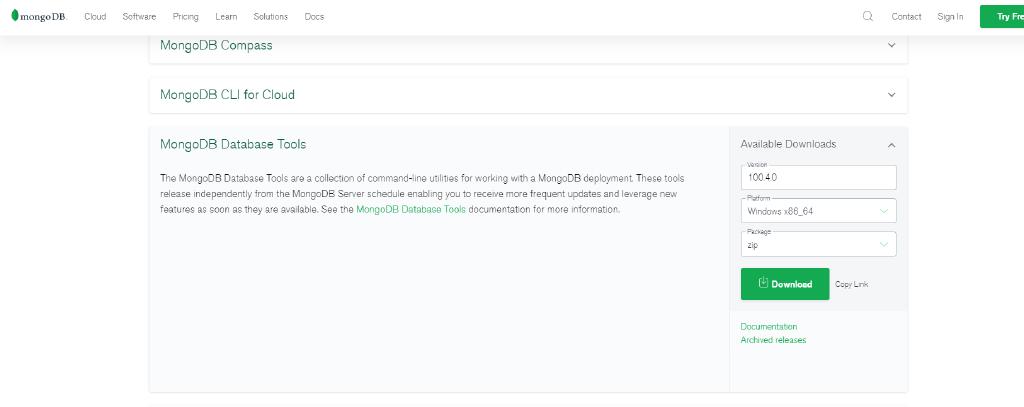 mongoDB. Cloud Software Pricing Learn Solutions Docs Contact Sign In Try Fre
MongoDB Compass
MongoDB CLI for Cloud
MongoDB Database Tools
The MongoDB Database Tools are a collection of command-line utilities for working with a MongoDB deployment. These tools
release independently from the MongoDB Server schedule enabling you to receive more frequent updates and leverage new
features as soon as they are available. See the MongoDB Database Tools documentation for more information.
Available Downloads
Version
100.4.0
Platform
Windows x86_64
Package
zip
Download Copy Link
Documentation
Archived releases